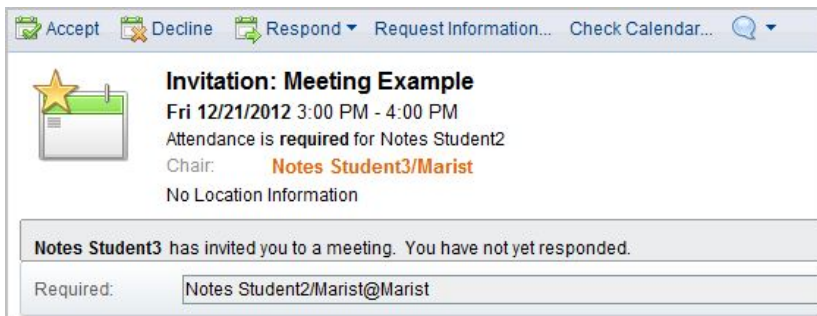 Accept Decline Respond Request Information... Check Calendar...
Invitation: Meeting Example
Fri 12/21/2012 3:00 PM - 4:00 PM
Attendance is required for Notes Student2
Chair: Notes Student3/Marist
No Location Information
Notes Student3 has invited you to a meeting. You have not yet responded.
Required: Notes Student2/Marist@Marist